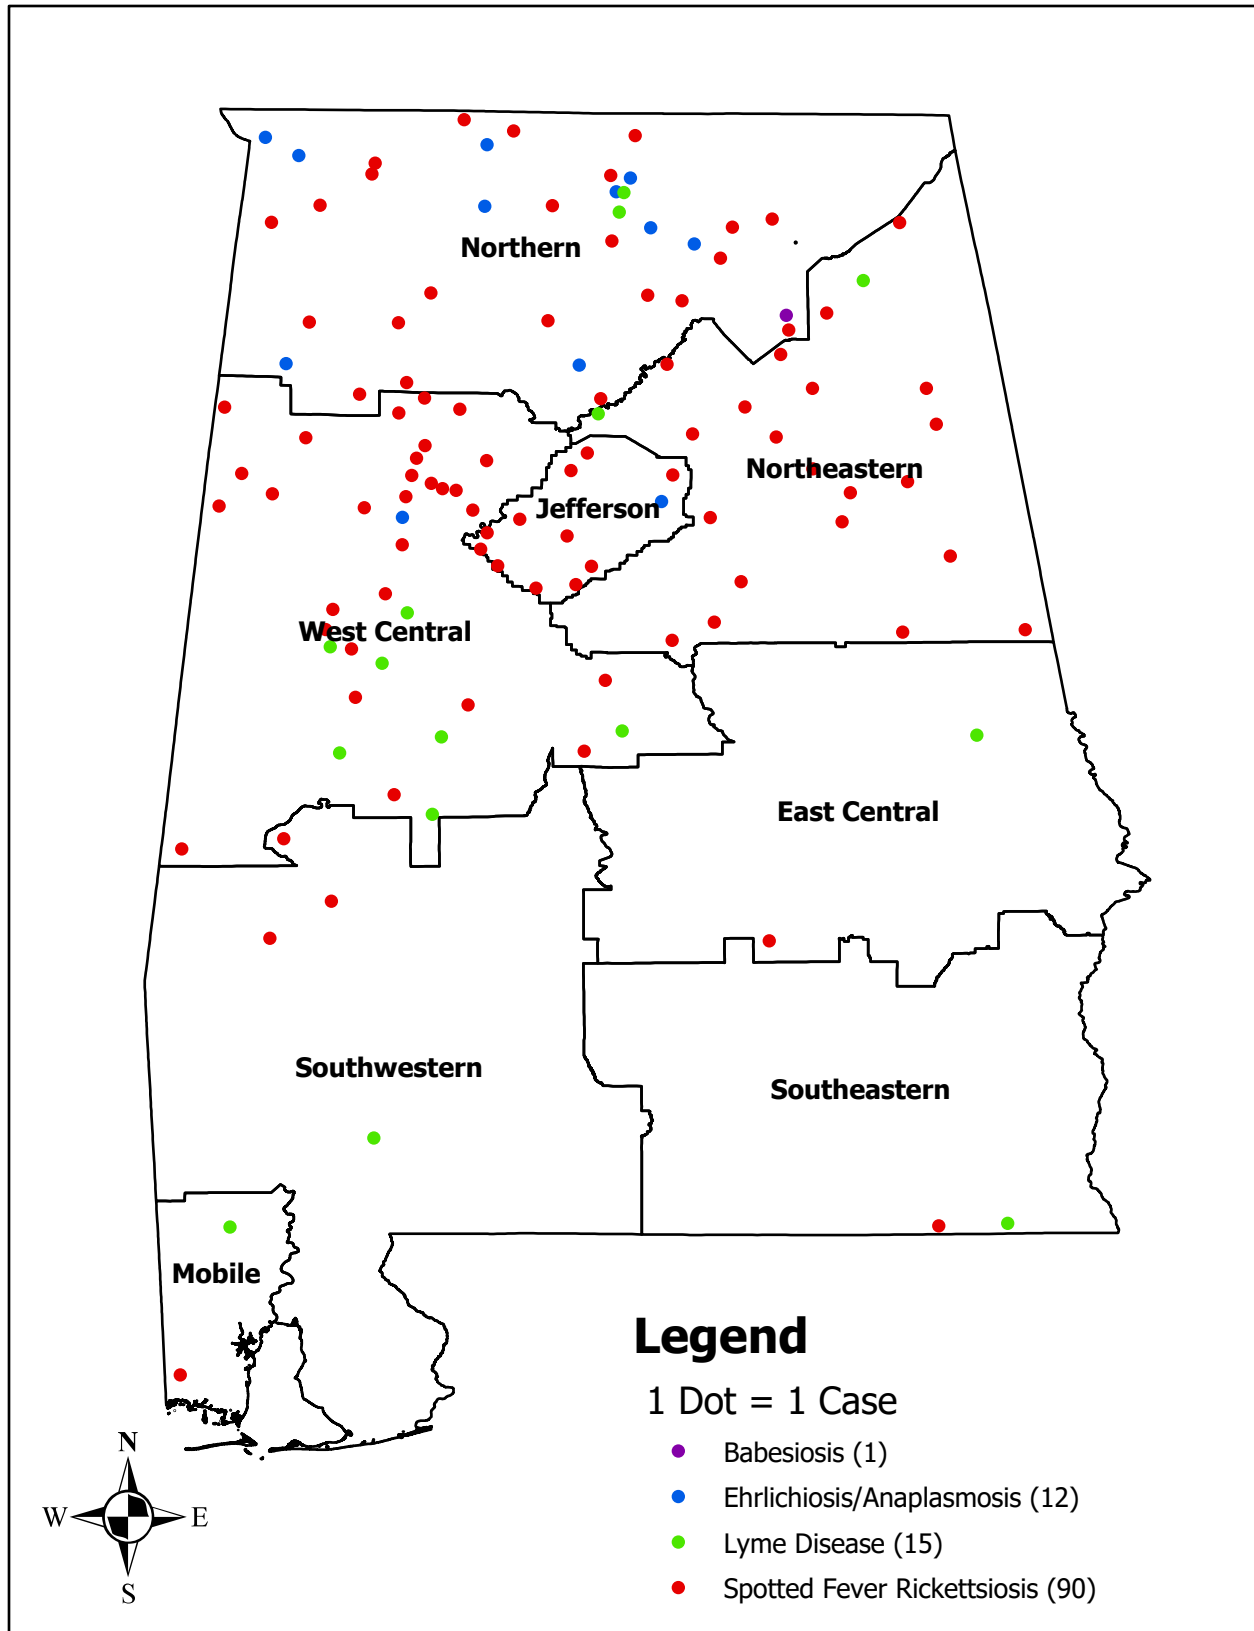 Northern
Northeastern
Jefferson
West Central
East Central
Southwestern
Southeastern
Mobile
Legend
1 Dot = 1 Case
Babesiosis (1)
Ehrlichiosis/Anaplasmosis (12)
Lyme Disease (15)
Spotted Fever Rickettsiosis (90)
N
W E
S